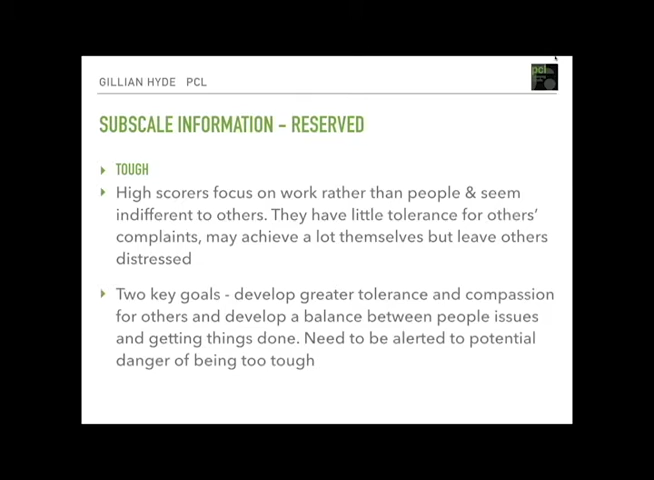 GILLIAN HYDE PCL
pcl
SUBSCALE INFORMATION - RESERVED
TOUGH
High scorers focus on work rather than people & seem
indifferent to others. They have little tolerance for others'
complaints, may achieve a lot themselves but leave others
distressed
Two key goals - develop greater tolerance and compassion
for others and develop a balance between people issues
and getting things done. Need to be alerted to potential
danger of being too tough